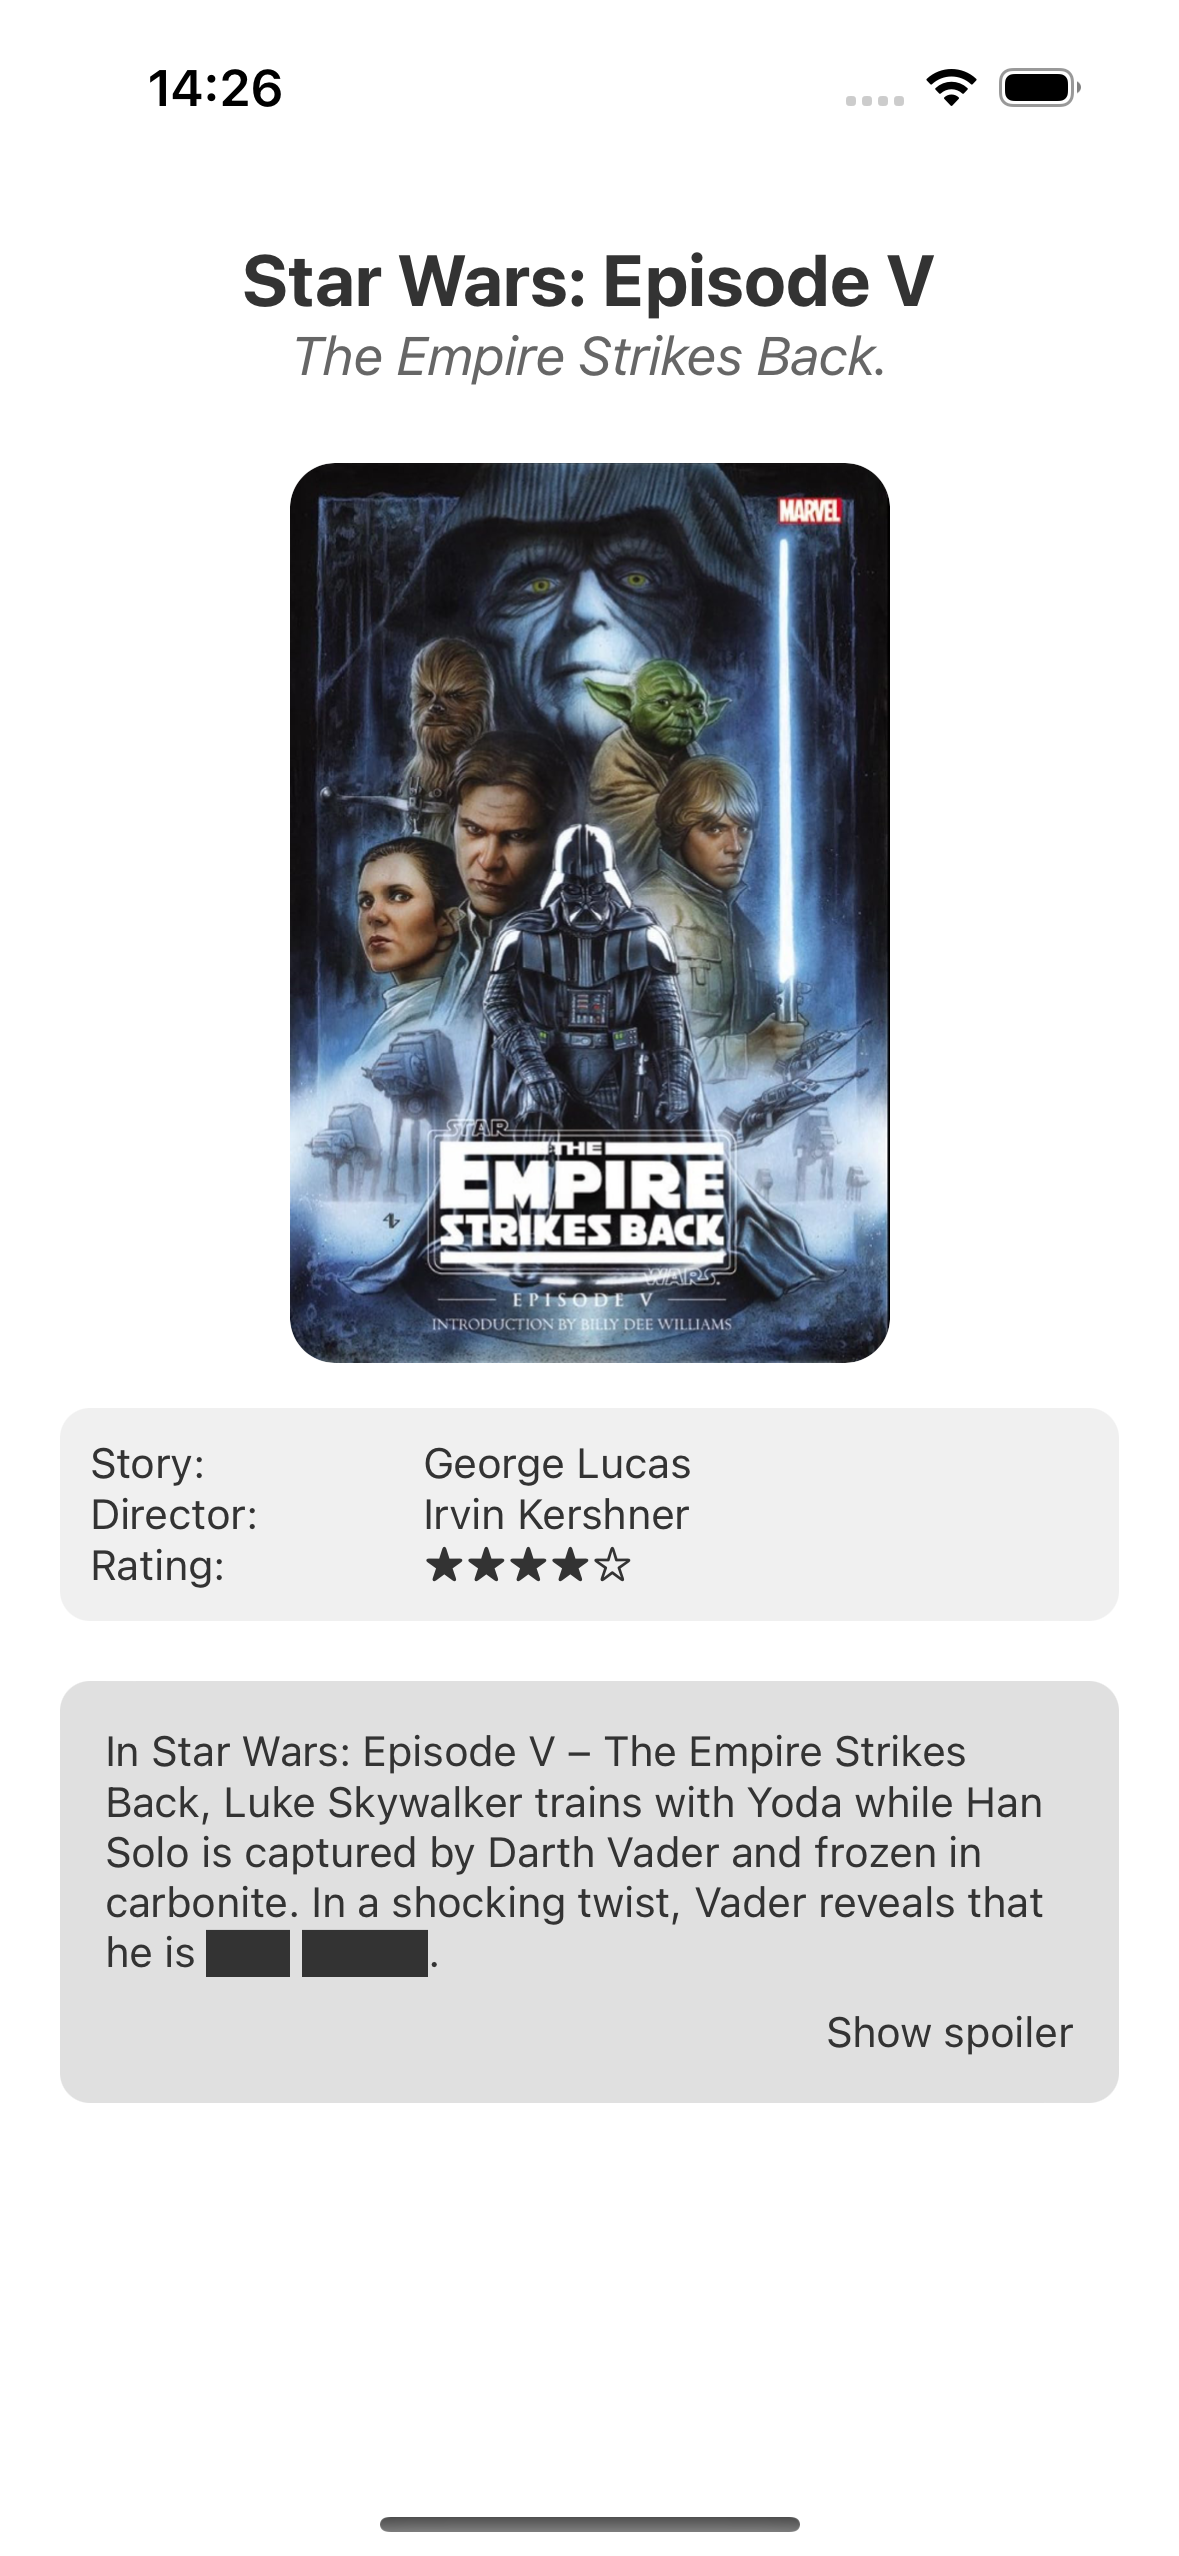 14:26
Star Wars: Episode V
The Empire Strikes Back.
MARVEL
STAR
THE
EMPIRE
STRIKES BACK
WARS.
EPISODE V
INTRODUCTION BY BILLY DEE WILLIAMS
Story: George Lucas
Director: Irvin Kershner
Rating: ★★★★☆
In Star Wars: Episode V – The Empire Strikes
Back, Luke Skywalker trains with Yoda while Han
Solo is captured by Darth Vader and frozen in
carbonite. In a shocking twist, Vader reveals that
he is ███ █████.
Show spoiler